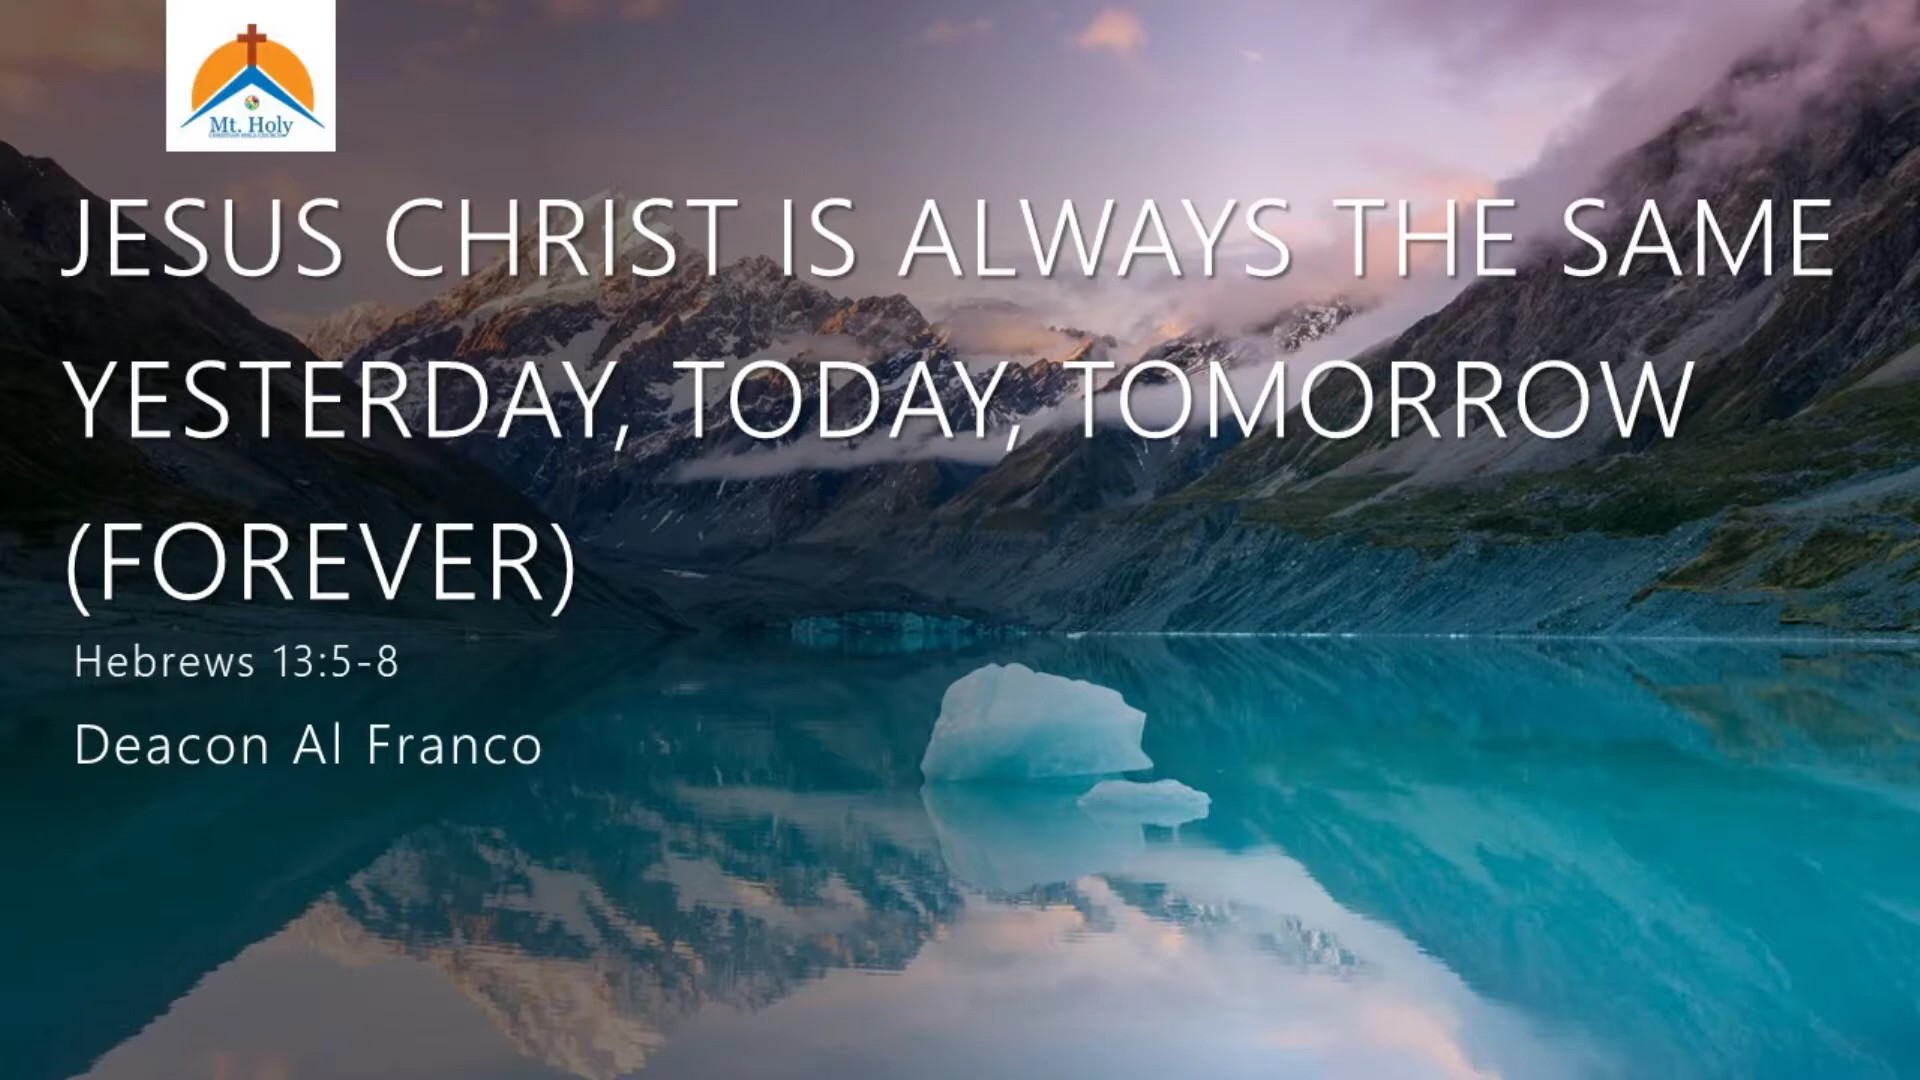 Mt. Holy
JESUS CHRIST IS ALWAYS THE SAME
YESTERDAY, TODAY, TOMORROW
(FOREVER)
Hebrews 13:5-8
Deacon Al Franco